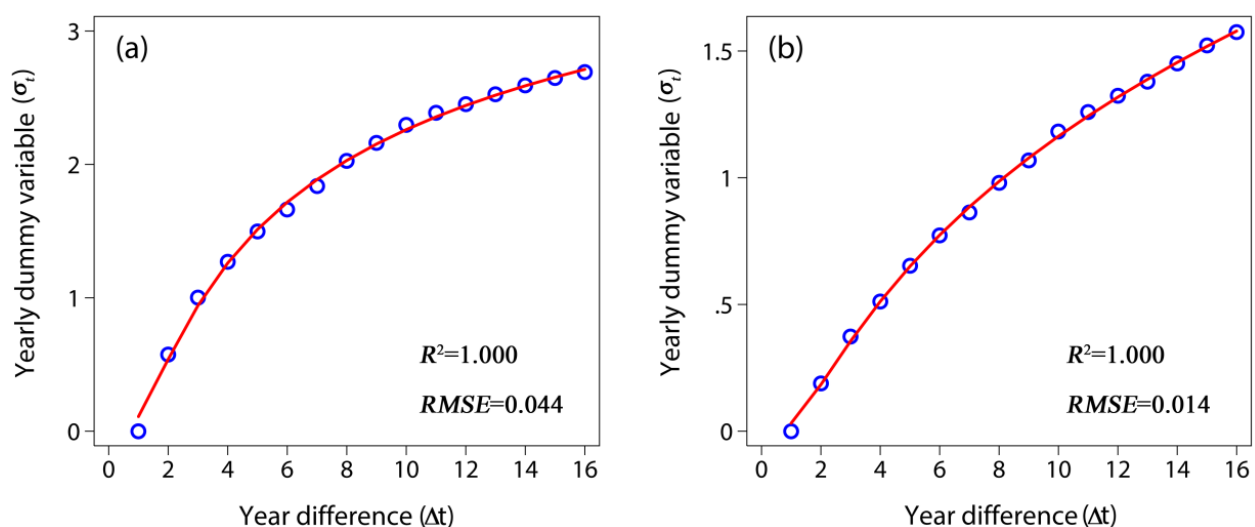 (a)
Yearly dummy variable (σₜ)
3
2
1
0
R²=1.000
RMSE=0.044
0 2 4 6 8 10 12 14 16
Year difference (Δt)
(b)
Yearly dummy variable (σₜ)
1.5
1
.5
0
R²=1.000
RMSE=0.014
0 2 4 6 8 10 12 14 16
Year difference (Δt)